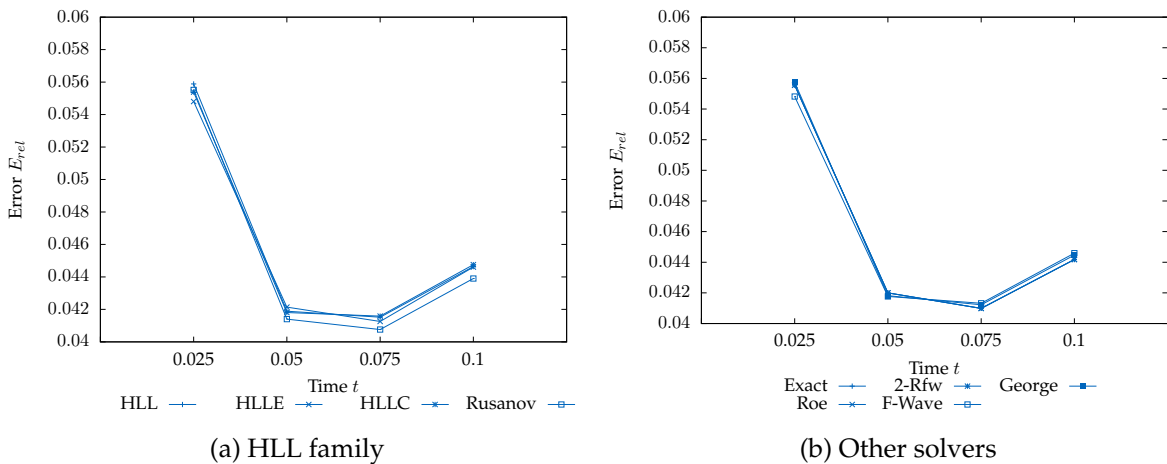 0.06
0.058
0.056
0.054
0.052
0.05
0.048
0.046
0.044
0.042
0.04
Error E_rel
0.025 0.05 0.075 0.1
Time t
HLL HLLE HLLC Rusanov
(a) HLL family
0.06
0.058
0.056
0.054
0.052
0.05
0.048
0.046
0.044
0.042
0.04
Error E_rel
0.025 0.05 0.075 0.1
Time t
Exact 2-Rfw George
Roe F-Wave
(b) Other solvers